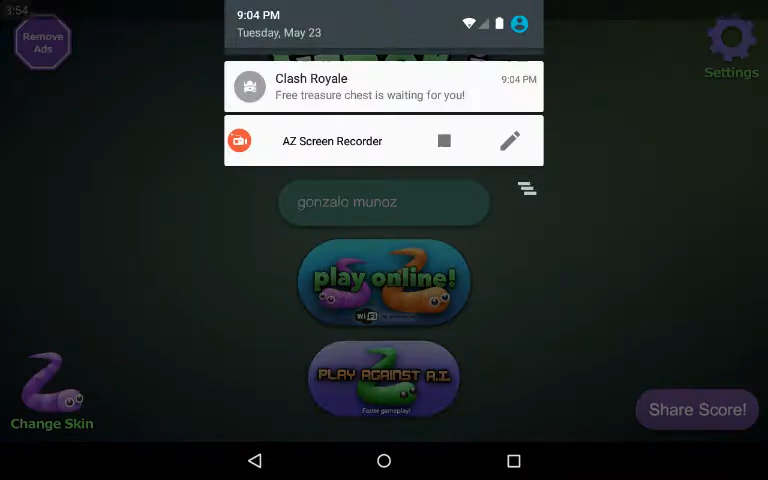 3:54
9:04 PM
Tuesday, May 23
Remove
Ads
Settings
Clash Royale
9:04 PM
Free treasure chest is waiting for you!
AZ Screen Recorder
gonzalo munoz
play online!
WiFi
PLAY AGAINST A.I.
Faster gameplay!
Change Skin
Share Score!